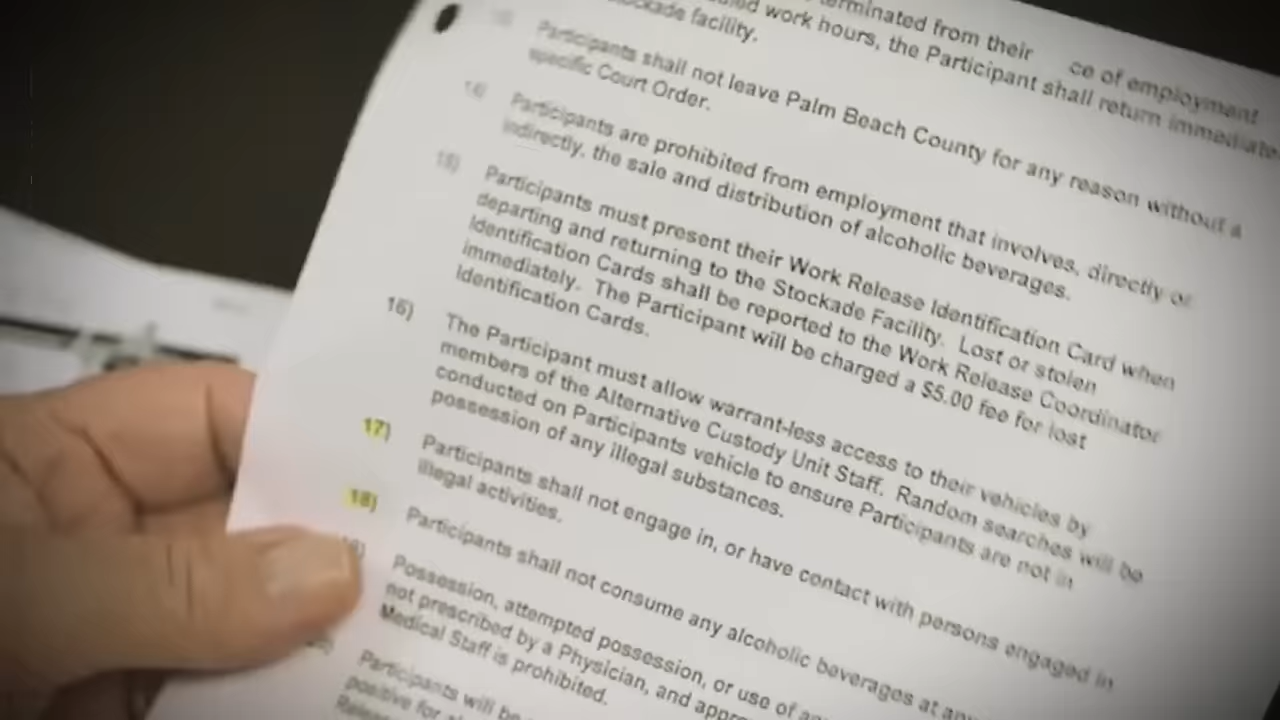 terminated from their ce of employment
work hours, the Participant shall return immediate
stockade facility.
Participants shall not leave Palm Beach County for any reason without a
specific Court Order.
14) Participants are prohibited from employment that involves, directly or
indirectly, the sale and distribution of alcoholic beverages.
15) Participants must present their Work Release Identification Card when
departing and returning to the Stockade Facility. Lost or stolen
Identification Cards shall be reported to the Work Release Coordinator
immediately. The Participant will be charged a $5.00 fee for lost
Identification Cards.
16) The Participant must allow warrant-less access to their vehicles by
members of the Alternative Custody Unit Staff. Random searches will be
conducted on Participants vehicle to ensure Participants are not in
possession of any illegal substances.
17) Participants shall not engage in, or have contact with persons engaged in
illegal activities.
18) Participants shall not consume any alcoholic beverages at any
Possession, attempted possession, or use of
not prescribed by a Physician, and appr
Medical Staff is prohibited.
Participants will be
positive for